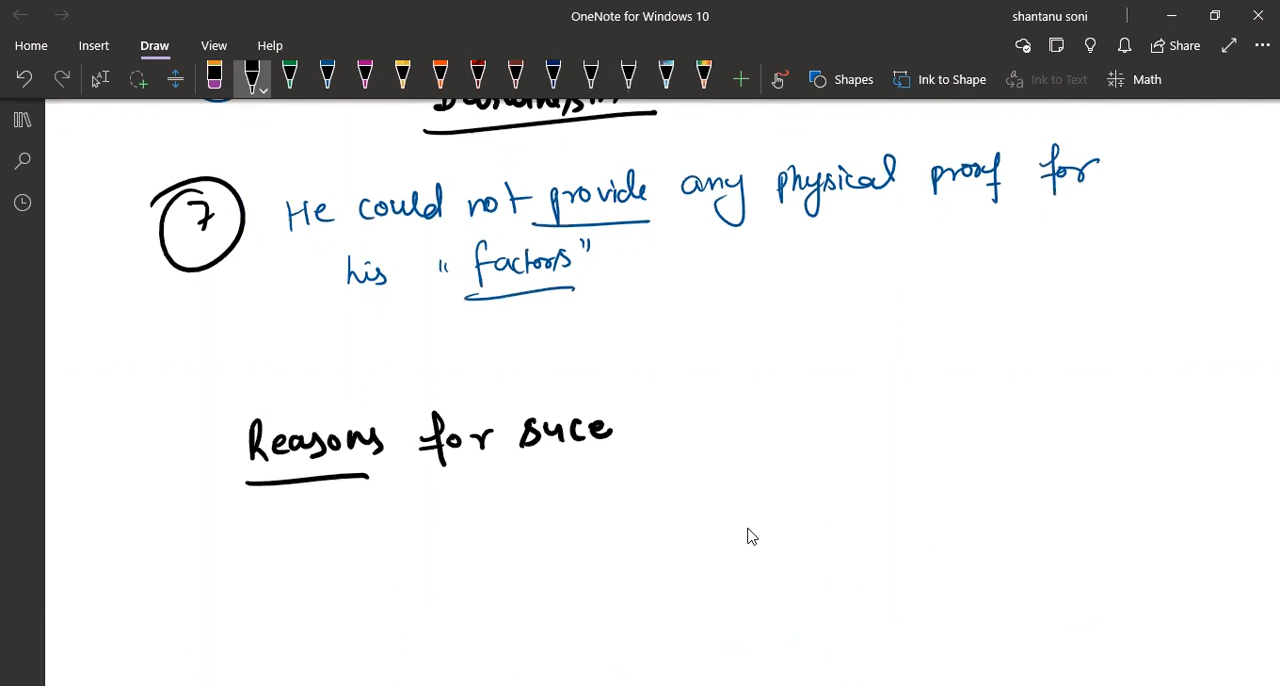 OneNote for Windows 10
shantanu soni
Home Insert Draw View Help
Share
Shapes Ink to Shape Ink to Text Math
7 He could not provide any physical proof for
his "factors"
Reasons for suce